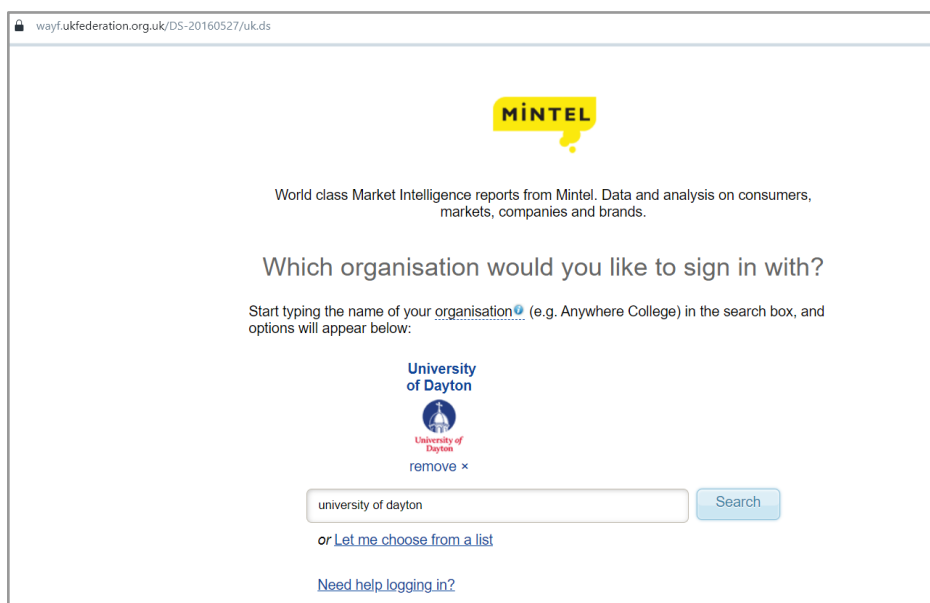 wayf.ukfederation.org.uk/DS-20160527/uk.ds
MINTEL
World class Market Intelligence reports from Mintel. Data and analysis on consumers,
markets, companies and brands.
Which organisation would you like to sign in with?
Start typing the name of your organisation (e.g. Anywhere College) in the search box, and
options will appear below:
University
of Dayton
University of
Dayton
remove ×
university of dayton
Search
or Let me choose from a list
Need help logging in?